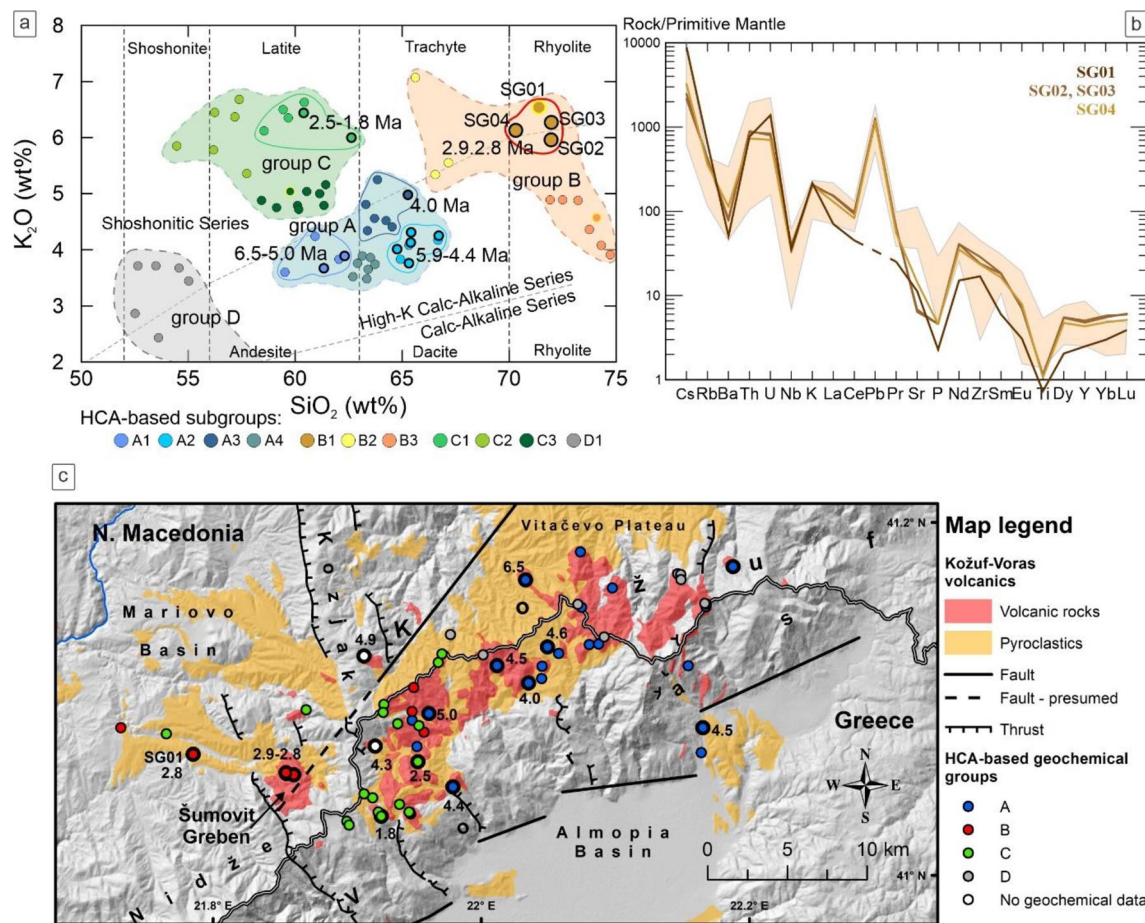 a
Shoshonite
Latite
Trachyte
Rhyolite
8
7
6
5
4
3
2
K₂O (wt%)
SG01
SG04
SG03
2.5-1.8 Ma
2.9.2.8 Ma
SG02
group C
group B
4.0 Ma
group A
Shoshonitic Series
6.5-5.0 Ma
5.9-4.4 Ma
High-K Calc-Alkaline Series
Calc-Alkaline Series
group D
Andesite
Dacite
Rhyolite
50
55
60
65
70
75
SiO₂ (wt%)
HCA-based subgroups:
A1 A2 A3 A4 B1 B2 B3 C1 C2 C3 D1
Rock/Primitive Mantle
b
10000
1000
100
10
1
SG01
SG02, SG03
SG04
Cs Rb Ba Th U Nb K La Ce Pb Pr Sr P Nd Zr Sm Eu Ti Dy Y Yb Lu
c
N. Macedonia
Vitačevo Plateau
41.2° N
Mariovo
Basin
Kozjak
Kožuf
6.5
4.9
4.6
4.5
4.0
5.0
4.5
SG01
2.8
2.9-2.8
4.3
2.5
4.4
1.8
Šumovit
Greben
Nidže
Voras
Greece
N
W
E
S
Almopia
Basin
0
5
10 km
41° N
21.8° E
22° E
22.2° E
Map legend
Kožuf-Voras
volcanics
Volcanic rocks
Pyroclastics
Fault
Fault - presumed
Thrust
HCA-based geochemical
groups
A
B
C
D
No geochemical data